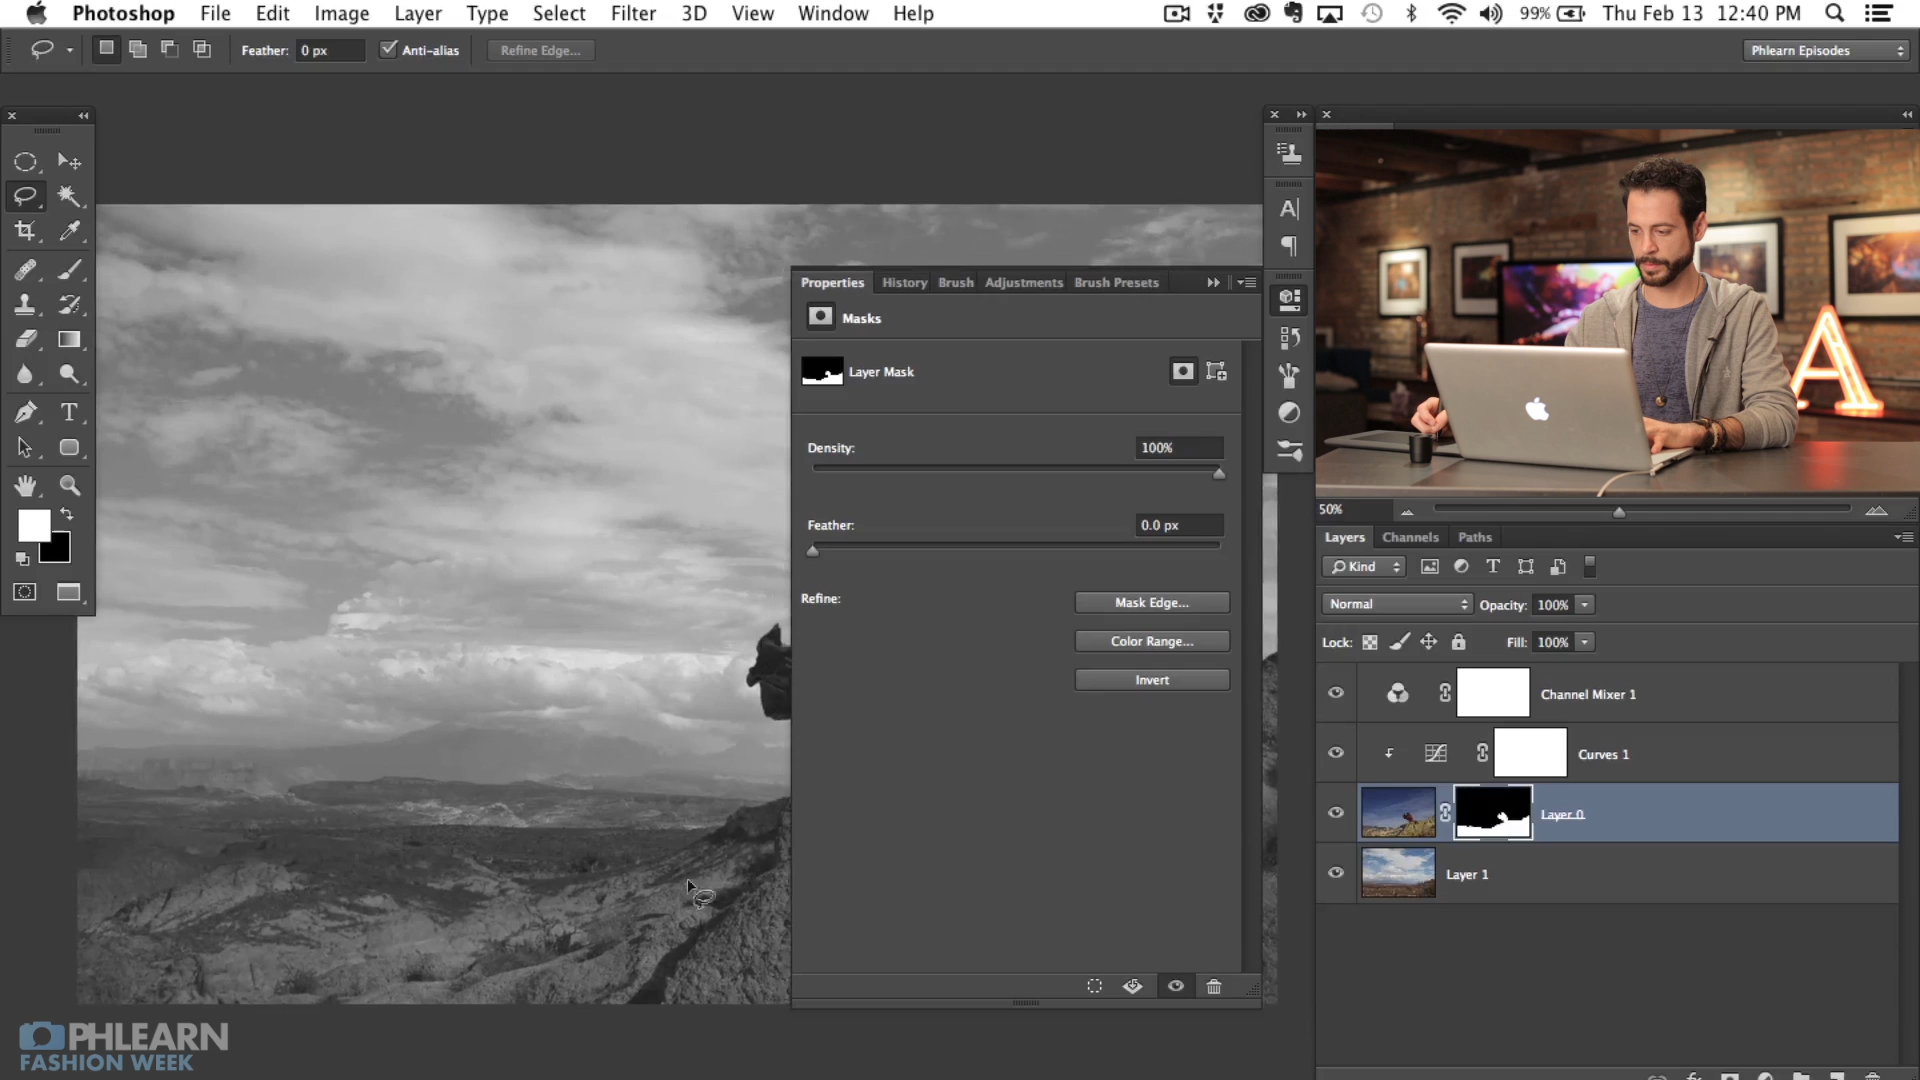 Photoshop File Edit Image Layer Type Select Filter 3D View Window Help 99% Thu Feb 13 12:40 PM
Feather: 0 px Anti-alias Refine Edge... Phlearn Episodes
Properties History Brush Adjustments Brush Presets
Masks
Layer Mask
Density: 100%
Feather: 0.0 px
Refine: Mask Edge...
Color Range...
Invert
A
50%
Layers Channels Paths
Kind
Normal Opacity: 100%
Lock: Fill: 100%
Channel Mixer 1
Curves 1
Layer 0
Layer 1
PHLEARN
FASHION WEEK